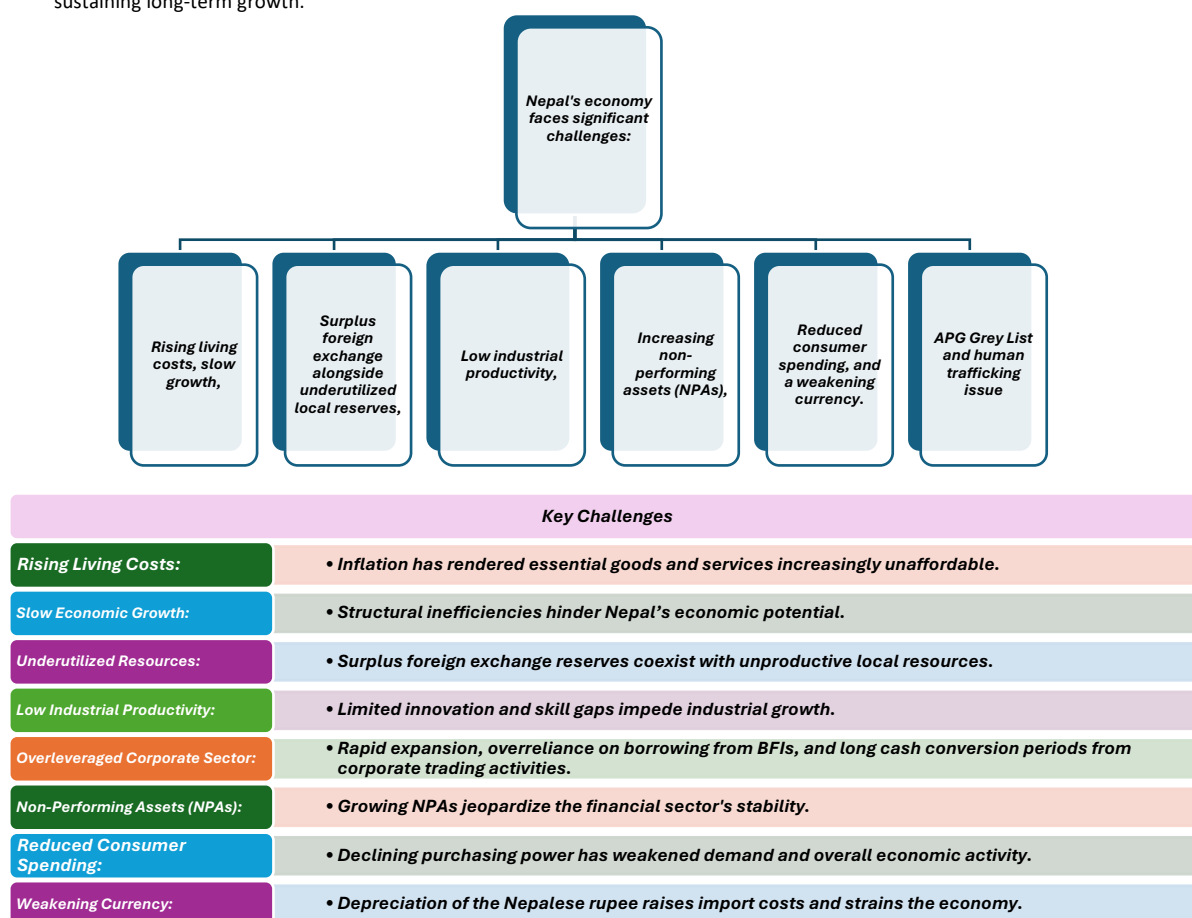 sustaining long-term growth.
Nepal's economy
faces significant
challenges:
Rising living
costs, slow
growth,
Surplus
foreign
exchange
alongside
underutilized
local reserves,
Low industrial
productivity,
Increasing
non-
performing
assets (NPAs),
Reduced
consumer
spending, and
a weakening
currency.
APG Grey List
and human
trafficking
issue
Key Challenges
Rising Living Costs:
• Inflation has rendered essential goods and services increasingly unaffordable.
Slow Economic Growth:
• Structural inefficiencies hinder Nepal’s economic potential.
Underutilized Resources:
• Surplus foreign exchange reserves coexist with unproductive local resources.
Low Industrial Productivity:
• Limited innovation and skill gaps impede industrial growth.
Overleveraged Corporate Sector:
• Rapid expansion, overreliance on borrowing from BFIs, and long cash conversion periods from
corporate trading activities.
Non-Performing Assets (NPAs):
• Growing NPAs jeopardize the financial sector's stability.
Reduced Consumer
Spending:
• Declining purchasing power has weakened demand and overall economic activity.
Weakening Currency:
• Depreciation of the Nepalese rupee raises import costs and strains the economy.